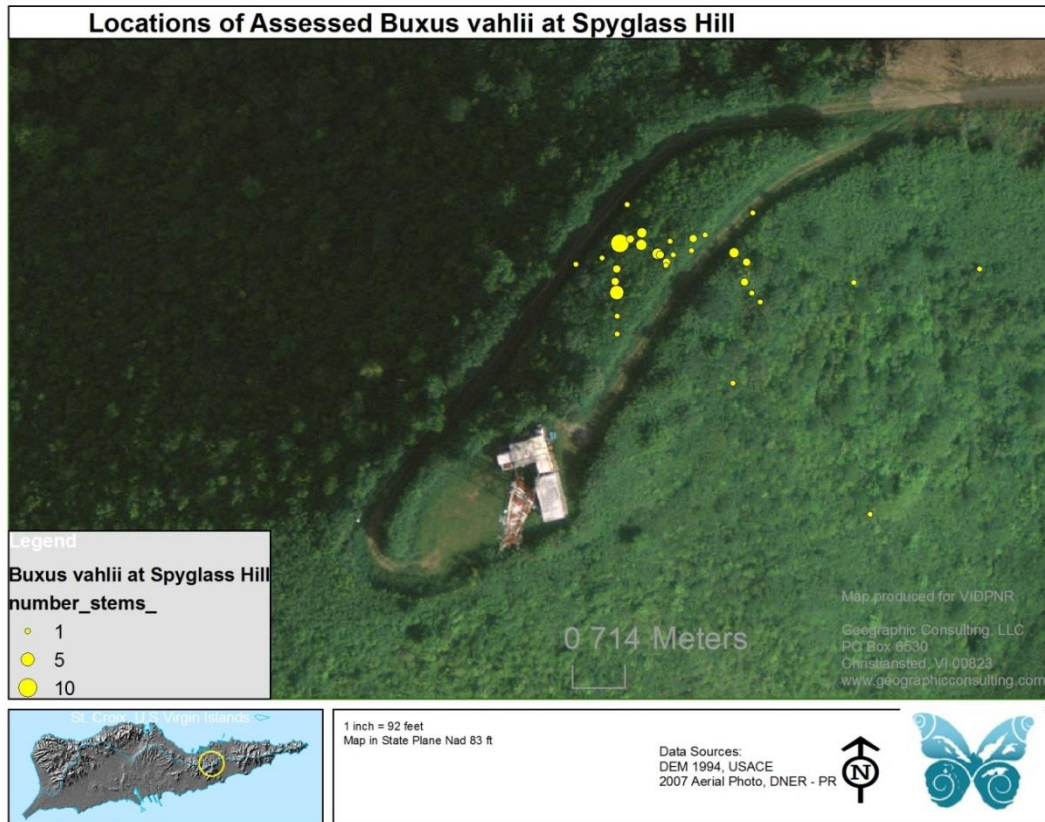 Locations of Assessed Buxus vahlii at Spyglass Hill
Legend
Buxus vahlii at Spyglass Hill
number_stems_
1
5
10
0 714 Meters
Map produced for VIDPNR
Geographic Consulting, LLC
PO Box 6530
Christiansted, VI 00823
www.geographicconsulting.com
St. Croix, U.S Virgin Islands
1 inch = 92 feet
Map in State Plane Nad 83 ft
Data Sources:
DEM 1994, USACE
2007 Aerial Photo, DNER - PR
N